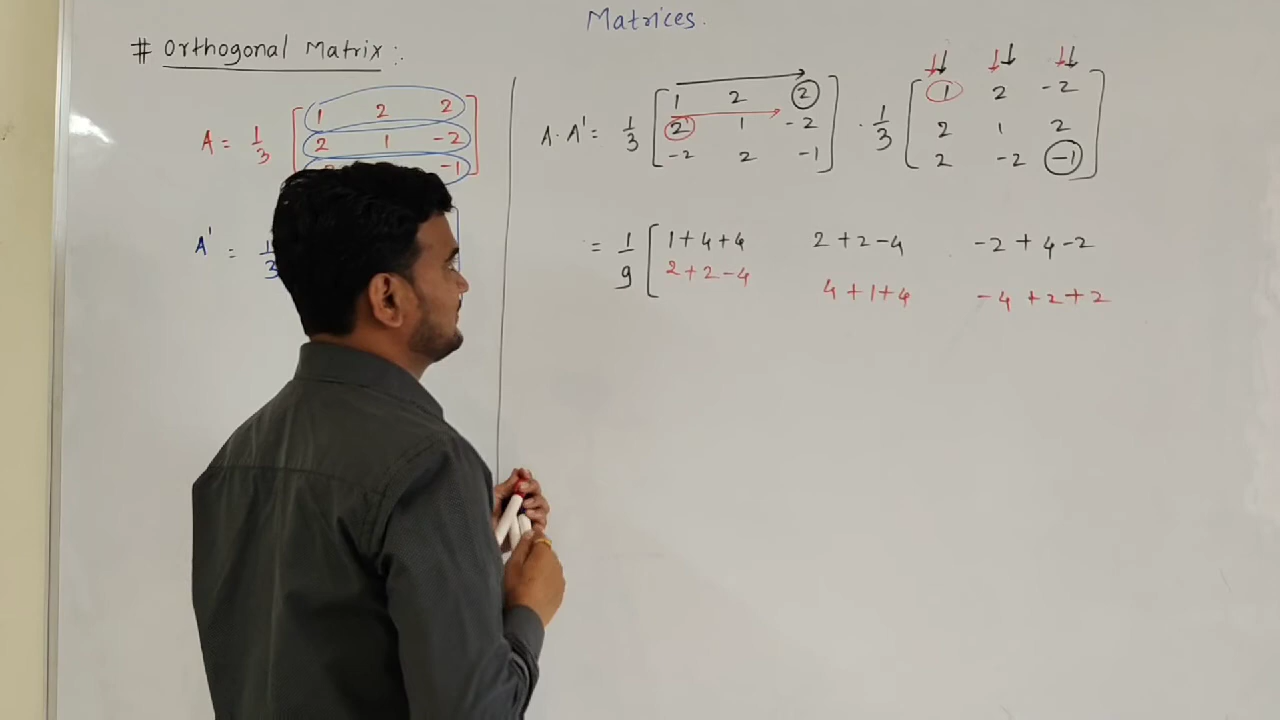 Matrices.
# Orthogonal Matrix :.
A = 1/3 [ 1 2 2
2 1 -2
-1 ]
A' = 1/3
A . A' = 1/3 [ 1 2 2
2 1 -2
-2 2 -1 ] . 1/3 [ 1 2 -2
2 1 2
2 -2 -1 ]
= 1/9 [ 1+4+4 2+2-4 -2+4-2
2+2-4 4+1+4 -4+2+2